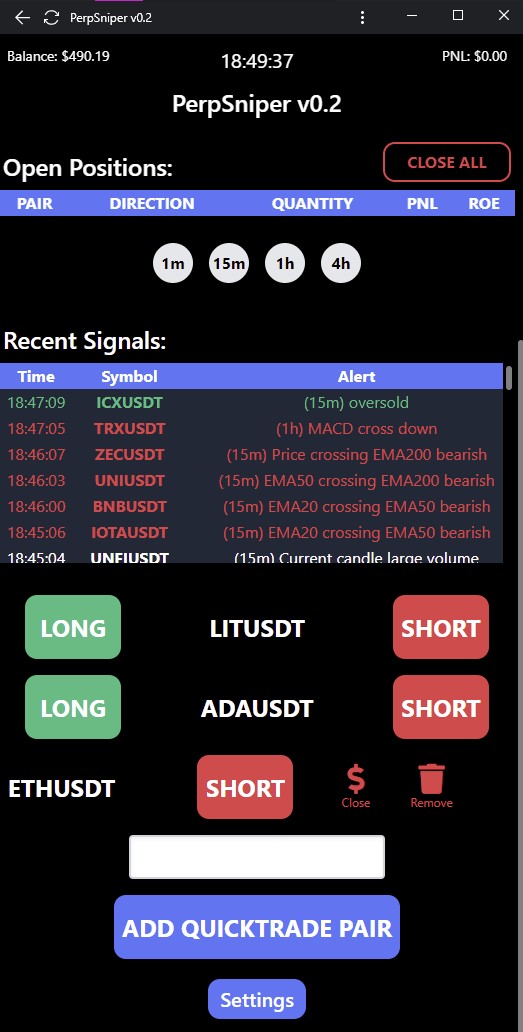 PerpSniper v0.2
Balance: $490.19 18:49:37 PNL: $0.00
PerpSniper v0.2
Open Positions: CLOSE ALL
PAIR DIRECTION QUANTITY PNL ROE
1m 15m 1h 4h
Recent Signals:
Time Symbol Alert
18:47:09 ICXUSDT (15m) oversold
18:47:05 TRXUSDT (1h) MACD cross down
18:46:07 ZECUSDT (15m) Price crossing EMA200 bearish
18:46:03 UNIUSDT (15m) EMA50 crossing EMA200 bearish
18:46:00 BNBUSDT (15m) EMA20 crossing EMA50 bearish
18:45:06 IOTAUSDT (15m) EMA20 crossing EMA50 bearish
18:45:04 UNFIUSDT (15m) Current candle large volume
LONG LITUSDT SHORT
LONG ADAUSDT SHORT
ETHUSDT SHORT Close Remove
ADD QUICKTRADE PAIR
Settings